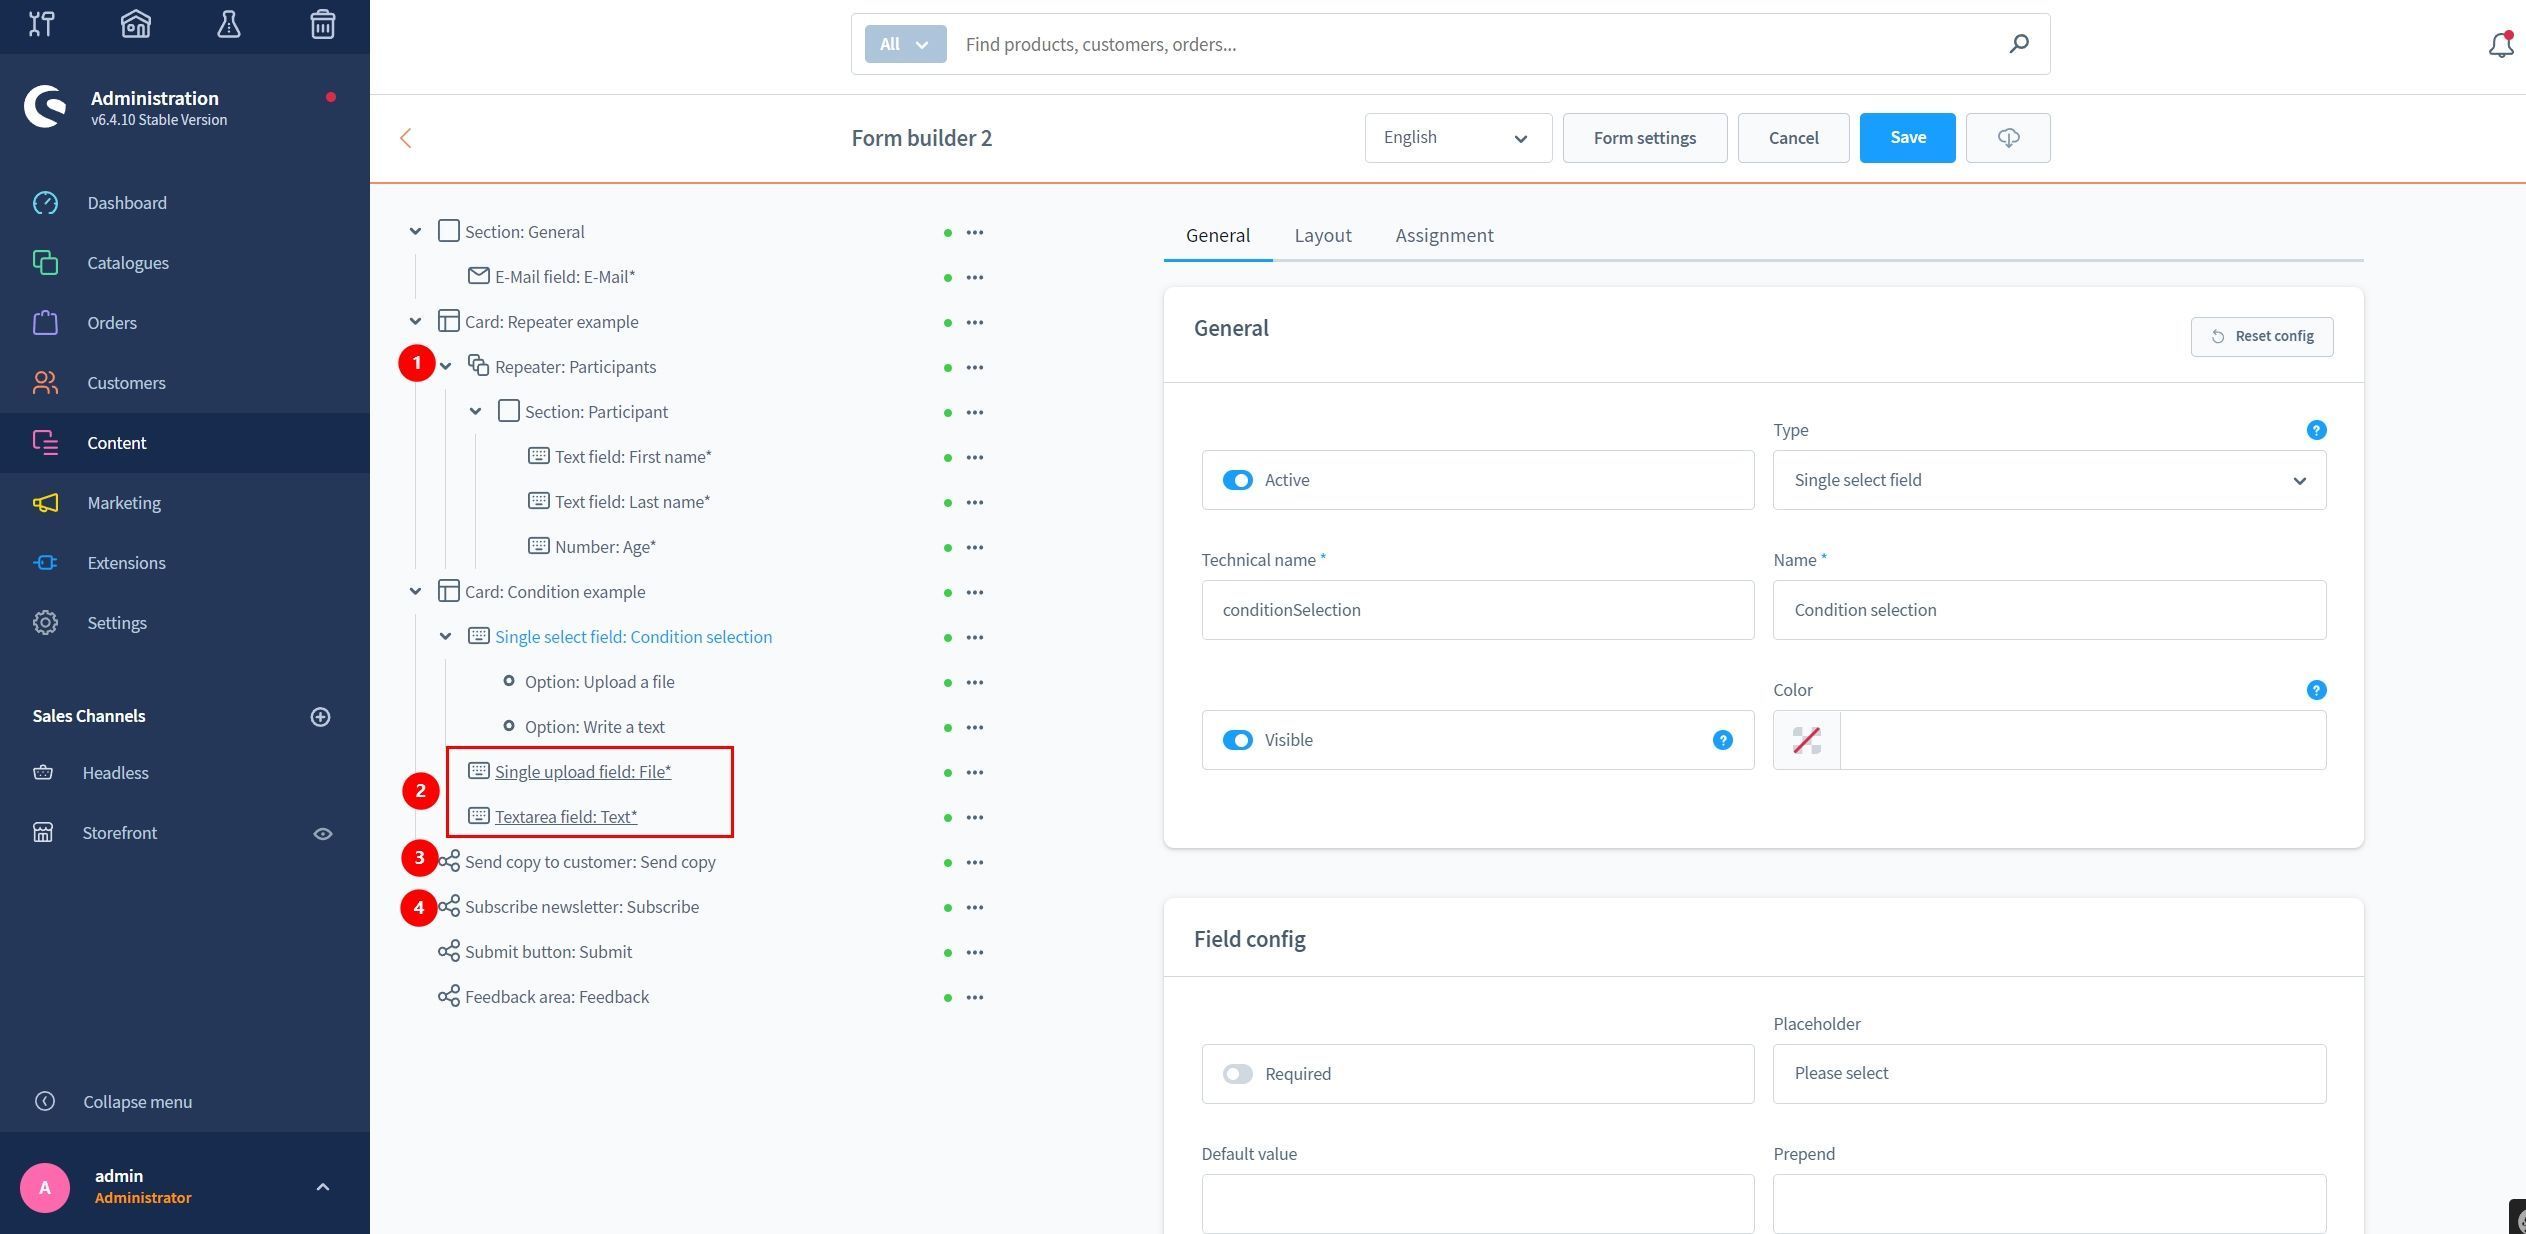 Administration
v6.4.10 Stable Version
Dashboard
Catalogues
Orders
Customers
Content
Marketing
Extensions
Settings
Sales Channels
Headless
Storefront
Collapse menu
A
admin
Administrator
All
Find products, customers, orders...
Form builder 2
English
Form settings
Cancel
Save
Section: General
E-Mail field: E-Mail*
Card: Repeater example
1
Repeater: Participants
Section: Participant
Text field: First name*
Text field: Last name*
Number: Age*
Card: Condition example
Single select field: Condition selection
Option: Upload a file
Option: Write a text
2
Single upload field: File*
Textarea field: Text*
3
Send copy to customer: Send copy
4
Subscribe newsletter: Subscribe
Submit button: Submit
Feedback area: Feedback
General
Layout
Assignment
General
Reset config
Type
?
Active
Single select field
Technical name *
Name *
conditionSelection
Condition selection
Color
?
Visible
?
Field config
Placeholder
Required
Please select
Default value
Prepend